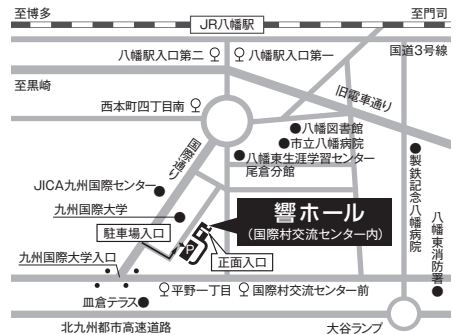 至博多
JR八幡駅
至門司
国道3号線
八幡駅入口第二
八幡駅入口第一
至黒崎
旧電車通り
西本町四丁目南
八幡図書館
市立八幡病院
八幡東生涯学習センター
尾倉分館
国際通り
製鉄記念八幡病院
JICA九州国際センター
九州国際大学
響ホール
(国際村交流センター内)
八幡東消防署
駐車場入口
P
正面入口
九州国際大学入口
平野一丁目
国際村交流センター前
皿倉テラス
北九州都市高速道路
大谷ランプ